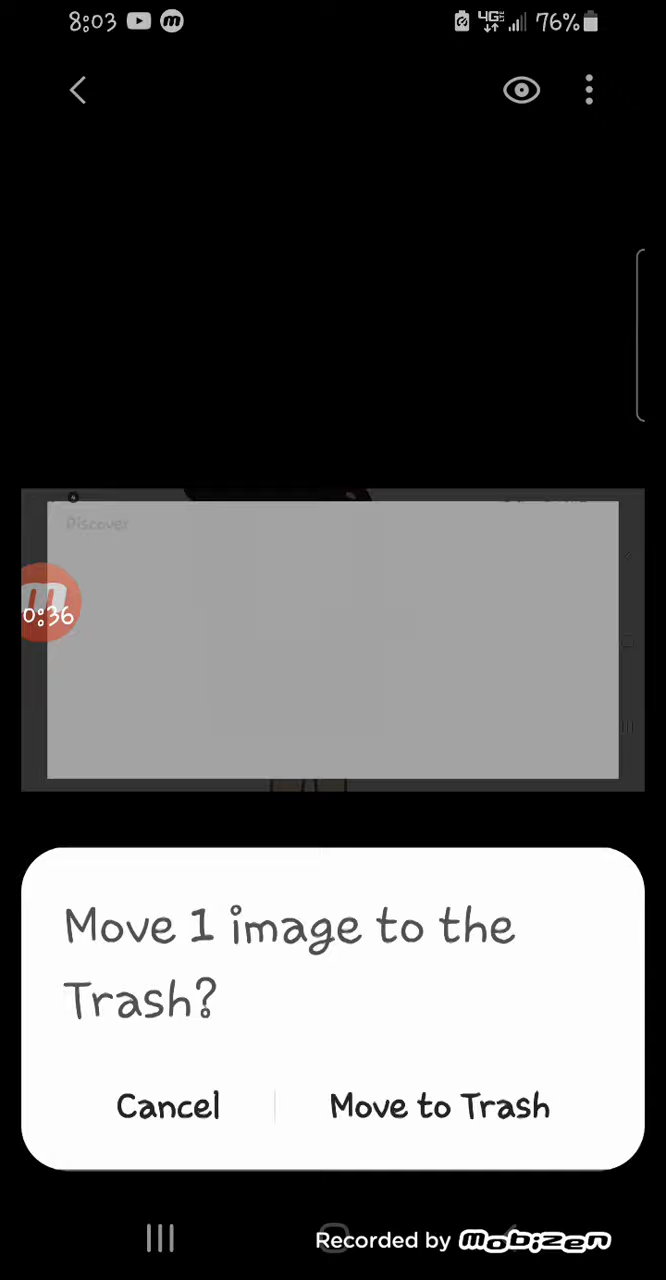 8:03 m 4G 76%
Discover
0:36
Move 1 image to the
Trash?
Cancel Move to Trash
Recorded by mobizen